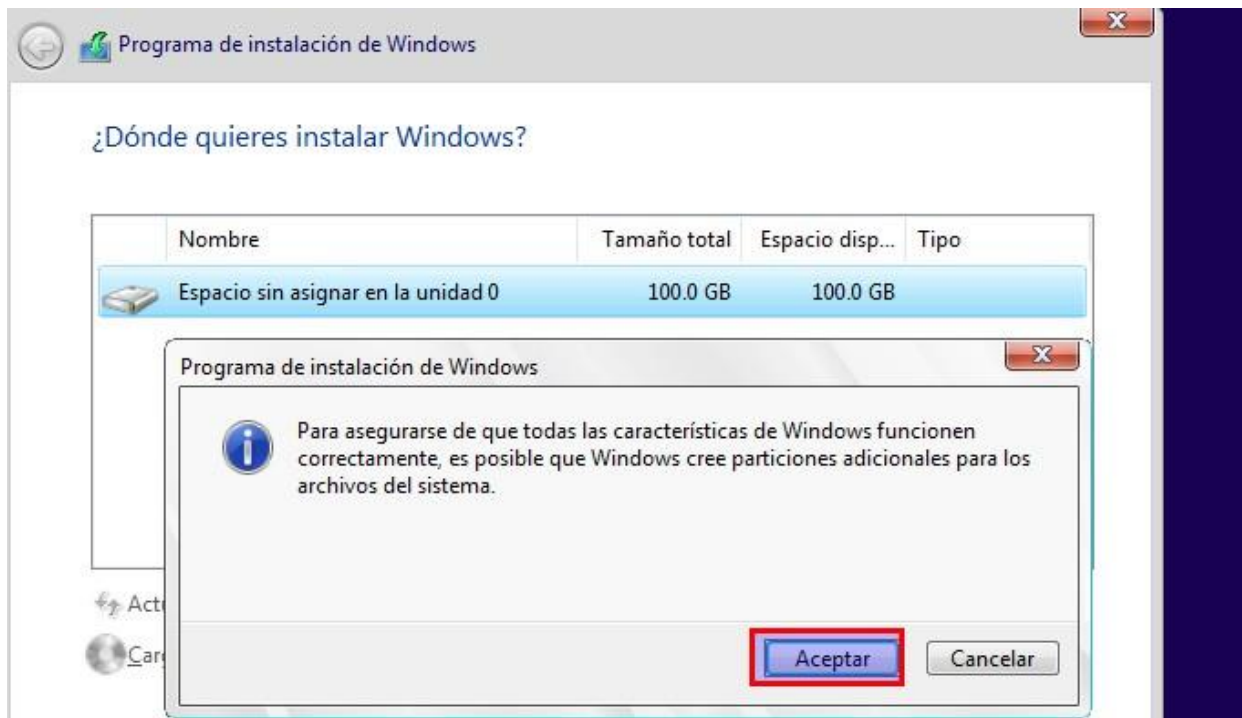 Programa de instalación de Windows
¿Dónde quieres instalar Windows?
Nombre Tamaño total Espacio disp... Tipo
Espacio sin asignar en la unidad 0 100.0 GB 100.0 GB
Programa de instalación de Windows
Para asegurarse de que todas las características de Windows funcionen
correctamente, es posible que Windows cree particiones adicionales para los
archivos del sistema.
Aceptar Cancelar